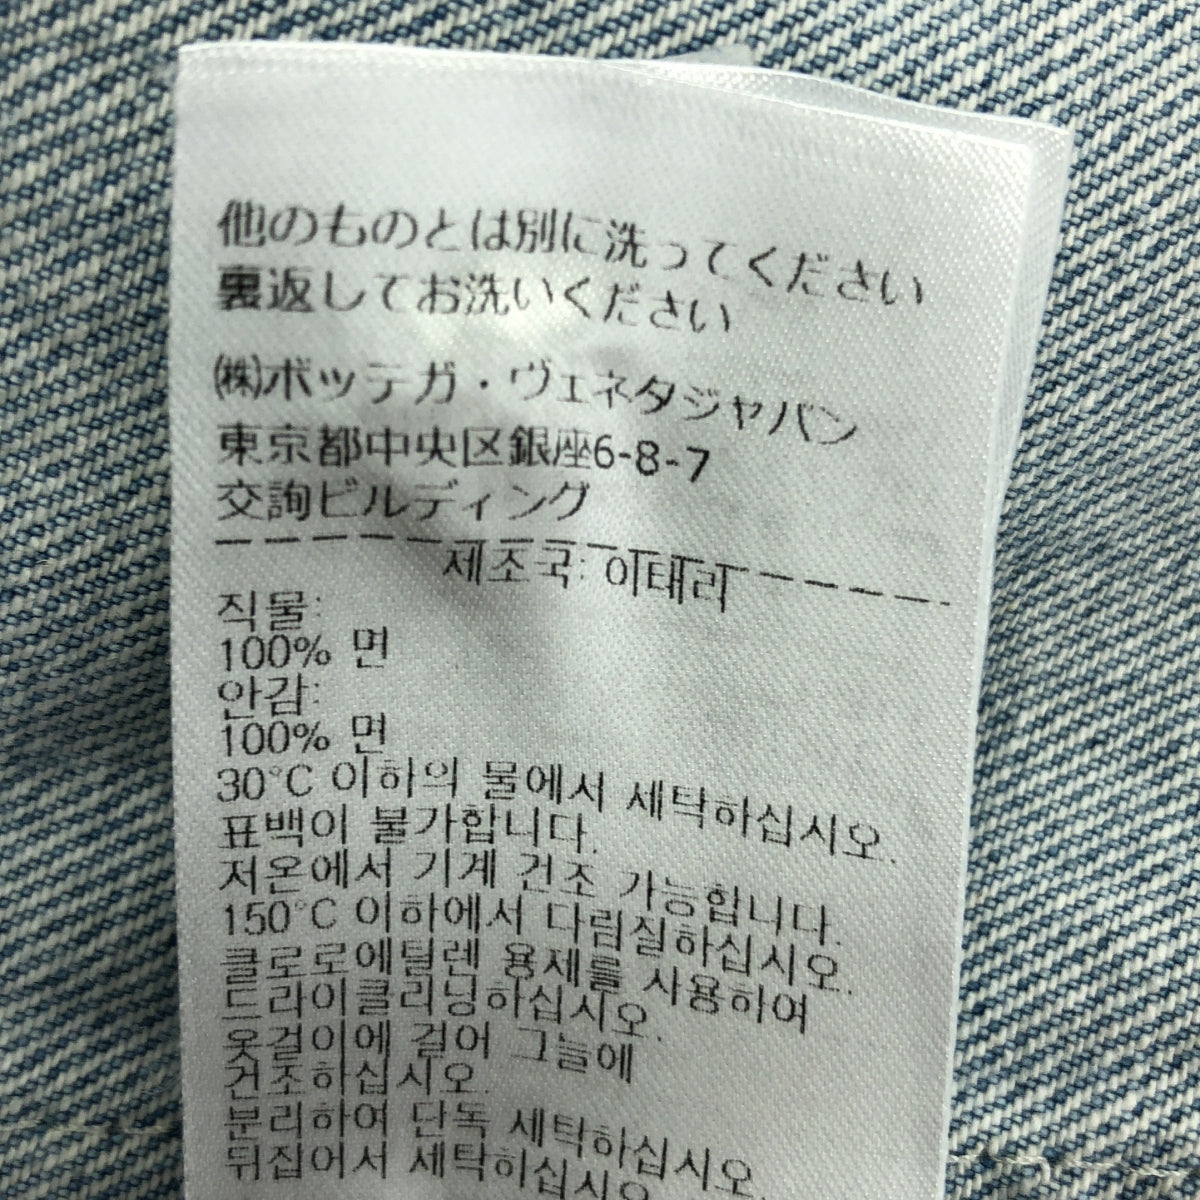 他のものとは別に洗ってください
裏返してお洗いください
㈱ボッテガ・ヴェネタジャパン
東京都中央区銀座6-8-7
交詢ビルディング
제조국: 이태리
직물:
100% 면
안감:
100% 면
30°C 이하의 물에서 세탁하십시오.
표백이 불가합니다.
저온에서 기계 건조 가능합니다.
150°C 이하에서 다림질하십시오.
클로로에틸렌 용제를 사용하여
드라이클리닝하십시오.
옷걸이에 걸어 그늘에
건조하십시오.
분리하여 단독 세탁하십시오.
뒤집어서 세탁하십시오